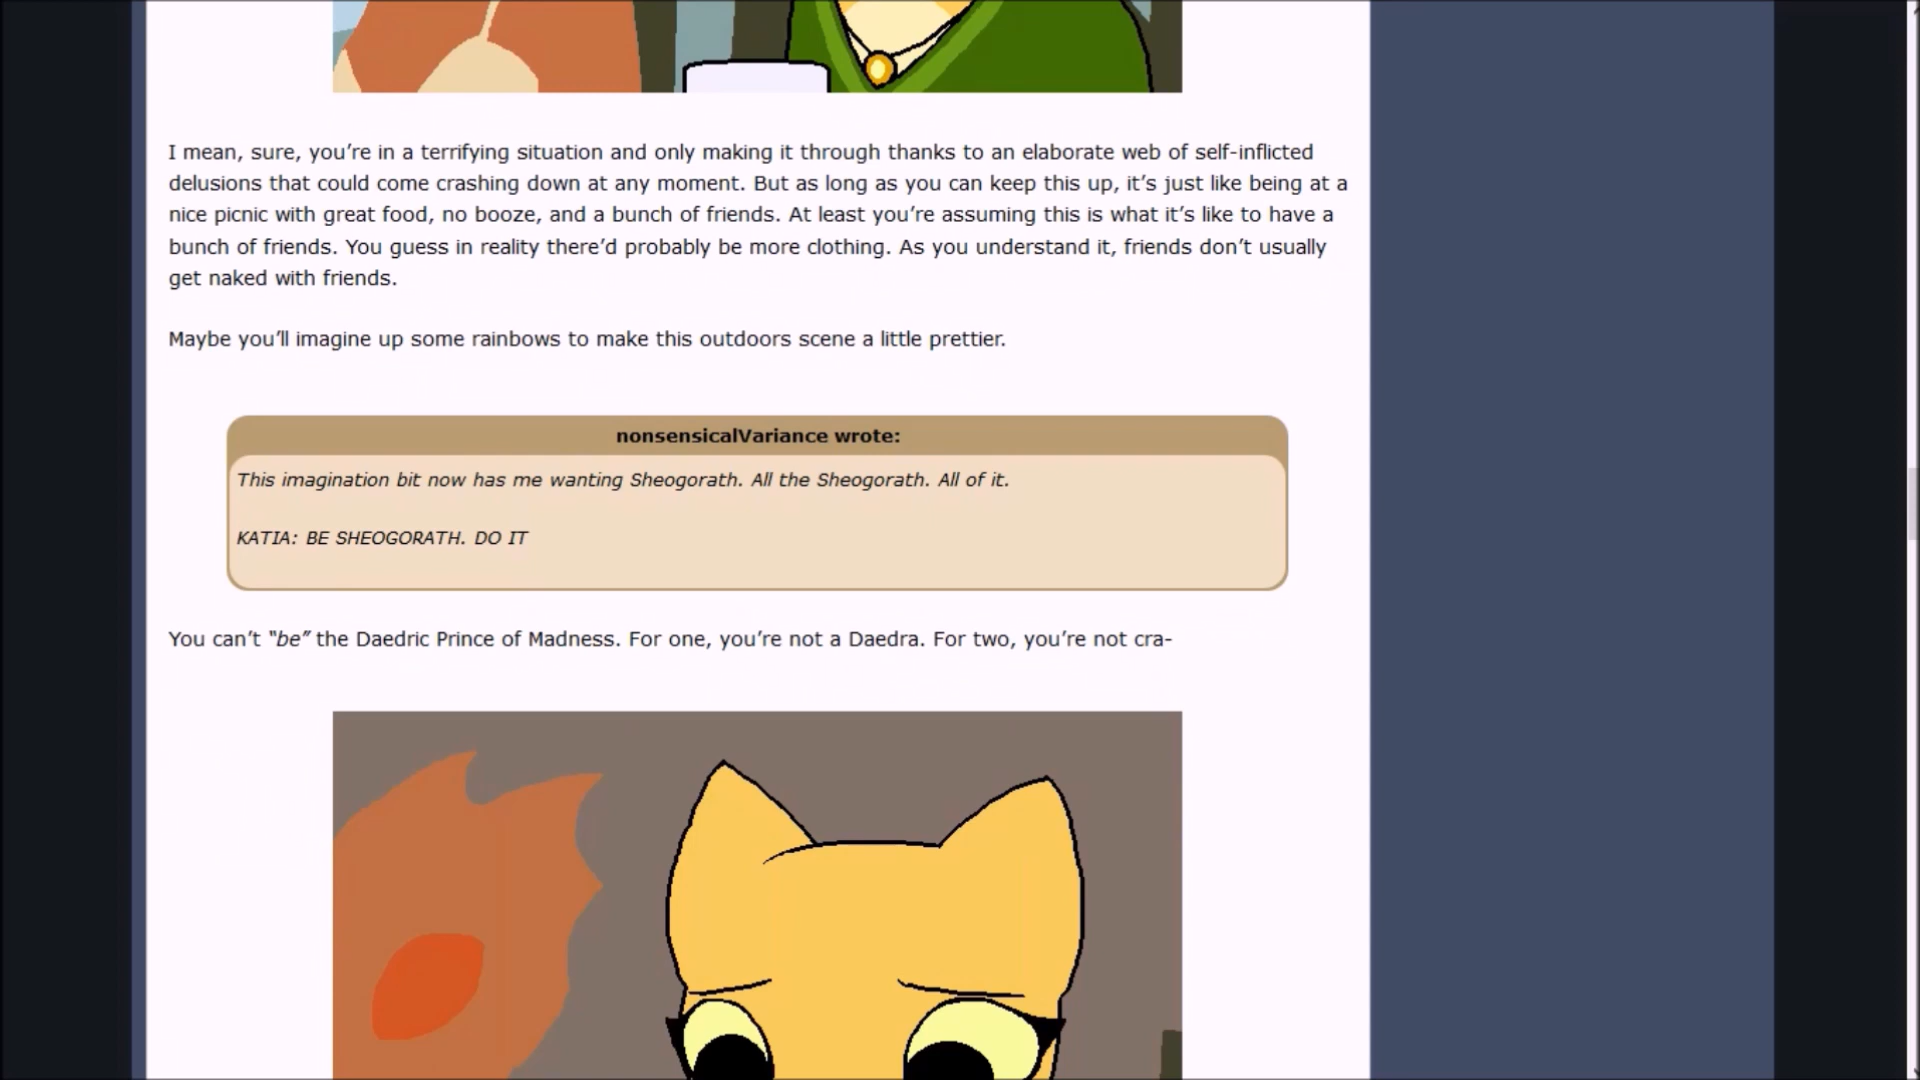 I mean, sure, you’re in a terrifying situation and only making it through thanks to an elaborate web of self-inflicted
delusions that could come crashing down at any moment. But as long as you can keep this up, it’s just like being at a
nice picnic with great food, no booze, and a bunch of friends. At least you’re assuming this is what it’s like to have a
bunch of friends. You guess in reality there’d probably be more clothing. As you understand it, friends don’t usually
get naked with friends.
Maybe you’ll imagine up some rainbows to make this outdoors scene a little prettier.
nonsensicalVariance wrote:
This imagination bit now has me wanting Sheogorath. All the Sheogorath. All of it.
KATIA: BE SHEOGORATH. DO IT
You can’t “be” the Daedric Prince of Madness. For one, you’re not a Daedra. For two, you’re not cra-